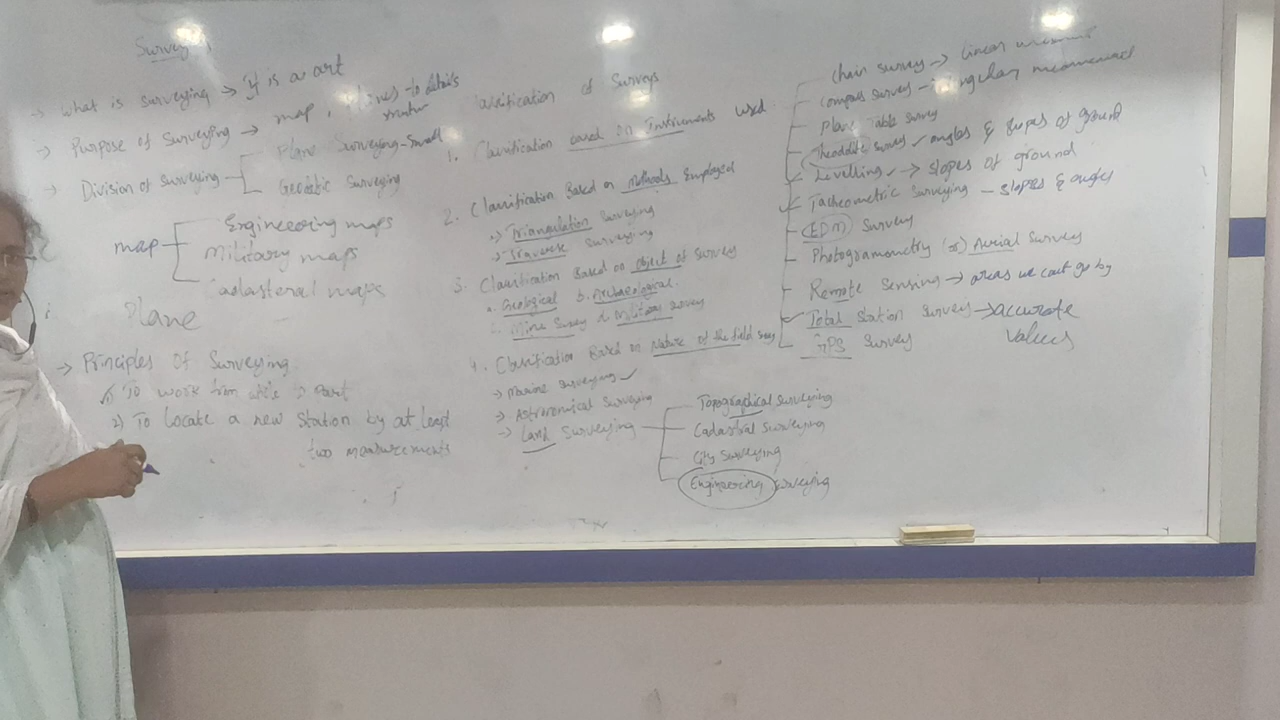 Surveying
-> What is surveying -> It is a art
-> Purpose of Surveying -> map, to details
-> Division of Surveying - Plane Surveying - small
Geodetic Surveying
map - Engineering maps
Military maps
Cadasteral maps
Plane
-> Principles of Surveying
1) To work from whole to part
2) To Locate a new Station by at least
two measurements
Classification of Surveys
1. Classification based on Instruments used
2. Classification Based on Methods Employed
-> Triangulation Surveying
-> Traverse Surveying
3. Classification Based on object of Survey
a. Geological b. Archaeological.
c. Mine Survey d. Military survey
4. Classification Based on Nature of the field survey
-> Marine surveying ✓
-> Astronomical Surveying
-> Land Surveying - Topographical Surveying
Cadastral Surveying
City Surveying
Engineering surveying
chain survey -> linear
Compass survey - angular
Plane Table survey
Theodolite survey ✓ angles & slopes of ground
Levelling -> slopes of ground
Tacheometric Surveying - slopes & angles
EDM Survey
Photogrammetry (or) Aerial Survey
Remote Sensing -> areas we cant go by
Total Station Survey -> accurate
Values
GPS Survey